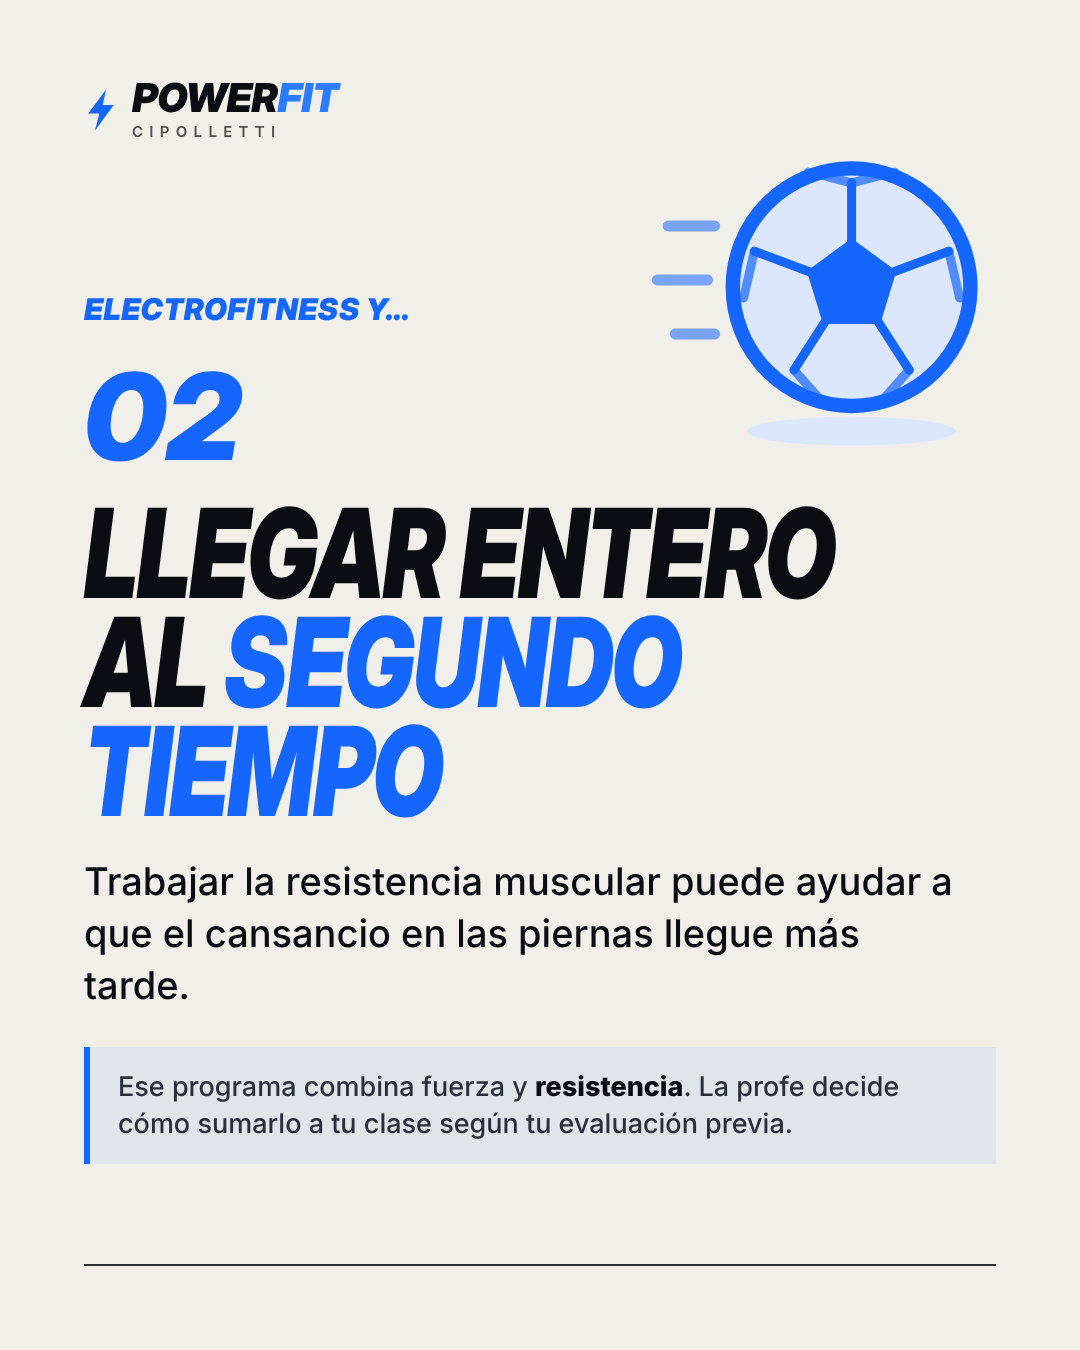 POWERFIT
CIPOLLETTI
ELECTROFITNESS Y...
02
LLEGAR ENTERO
AL SEGUNDO
TIEMPO
Trabajar la resistencia muscular puede ayudar a
que el cansancio en las piernas llegue más
tarde.
Ese programa combina fuerza y resistencia. La profe decide
cómo sumarlo a tu clase según tu evaluación previa.